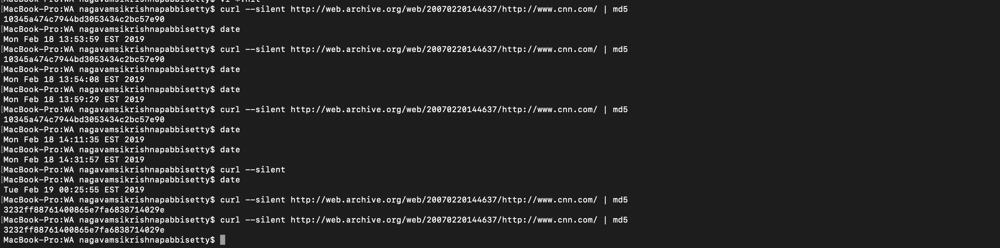 [MacBook-Pro:WA nagavamsikrishnapabbisetty$ vi *.nit
[MacBook-Pro:WA nagavamsikrishnapabbisetty$ curl --silent http://web.archive.org/web/20070220144637/http://www.cnn.com/ | md5
10345a474c7944bd3053434c2bc57e90
[MacBook-Pro:WA nagavamsikrishnapabbisetty$ date
Mon Feb 18 13:53:59 EST 2019
[MacBook-Pro:WA nagavamsikrishnapabbisetty$ curl --silent http://web.archive.org/web/20070220144637/http://www.cnn.com/ | md5
10345a474c7944bd3053434c2bc57e90
[MacBook-Pro:WA nagavamsikrishnapabbisetty$ date
Mon Feb 18 13:54:08 EST 2019
[MacBook-Pro:WA nagavamsikrishnapabbisetty$ date
Mon Feb 18 13:59:29 EST 2019
[MacBook-Pro:WA nagavamsikrishnapabbisetty$ curl --silent http://web.archive.org/web/20070220144637/http://www.cnn.com/ | md5
10345a474c7944bd3053434c2bc57e90
[MacBook-Pro:WA nagavamsikrishnapabbisetty$ date
Mon Feb 18 14:11:35 EST 2019
[MacBook-Pro:WA nagavamsikrishnapabbisetty$ date
Mon Feb 18 14:31:57 EST 2019
[MacBook-Pro:WA nagavamsikrishnapabbisetty$ curl --silent
[MacBook-Pro:WA nagavamsikrishnapabbisetty$ date
Tue Feb 19 00:25:55 EST 2019
[MacBook-Pro:WA nagavamsikrishnapabbisetty$ curl --silent http://web.archive.org/web/20070220144637/http://www.cnn.com/ | md5
3232ff88761400865e7fa6838714029e
[MacBook-Pro:WA nagavamsikrishnapabbisetty$ curl --silent http://web.archive.org/web/20070220144637/http://www.cnn.com/ | md5
3232ff88761400865e7fa6838714029e
MacBook-Pro:WA nagavamsikrishnapabbisetty$